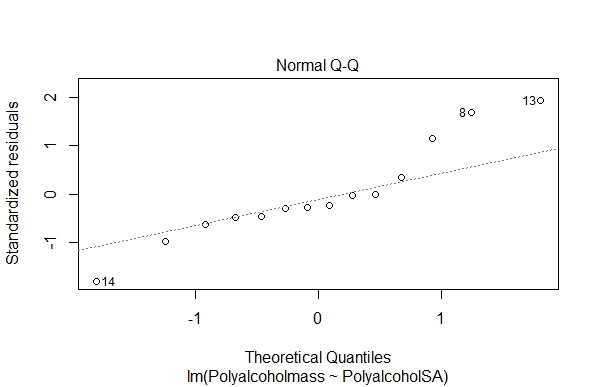 Normal Q-Q
Standardized residuals
2
1
0
-1
13
8
14
-1
0
1
Theoretical Quantiles
lm(Polyalcoholmass ~ PolyalcoholSA)